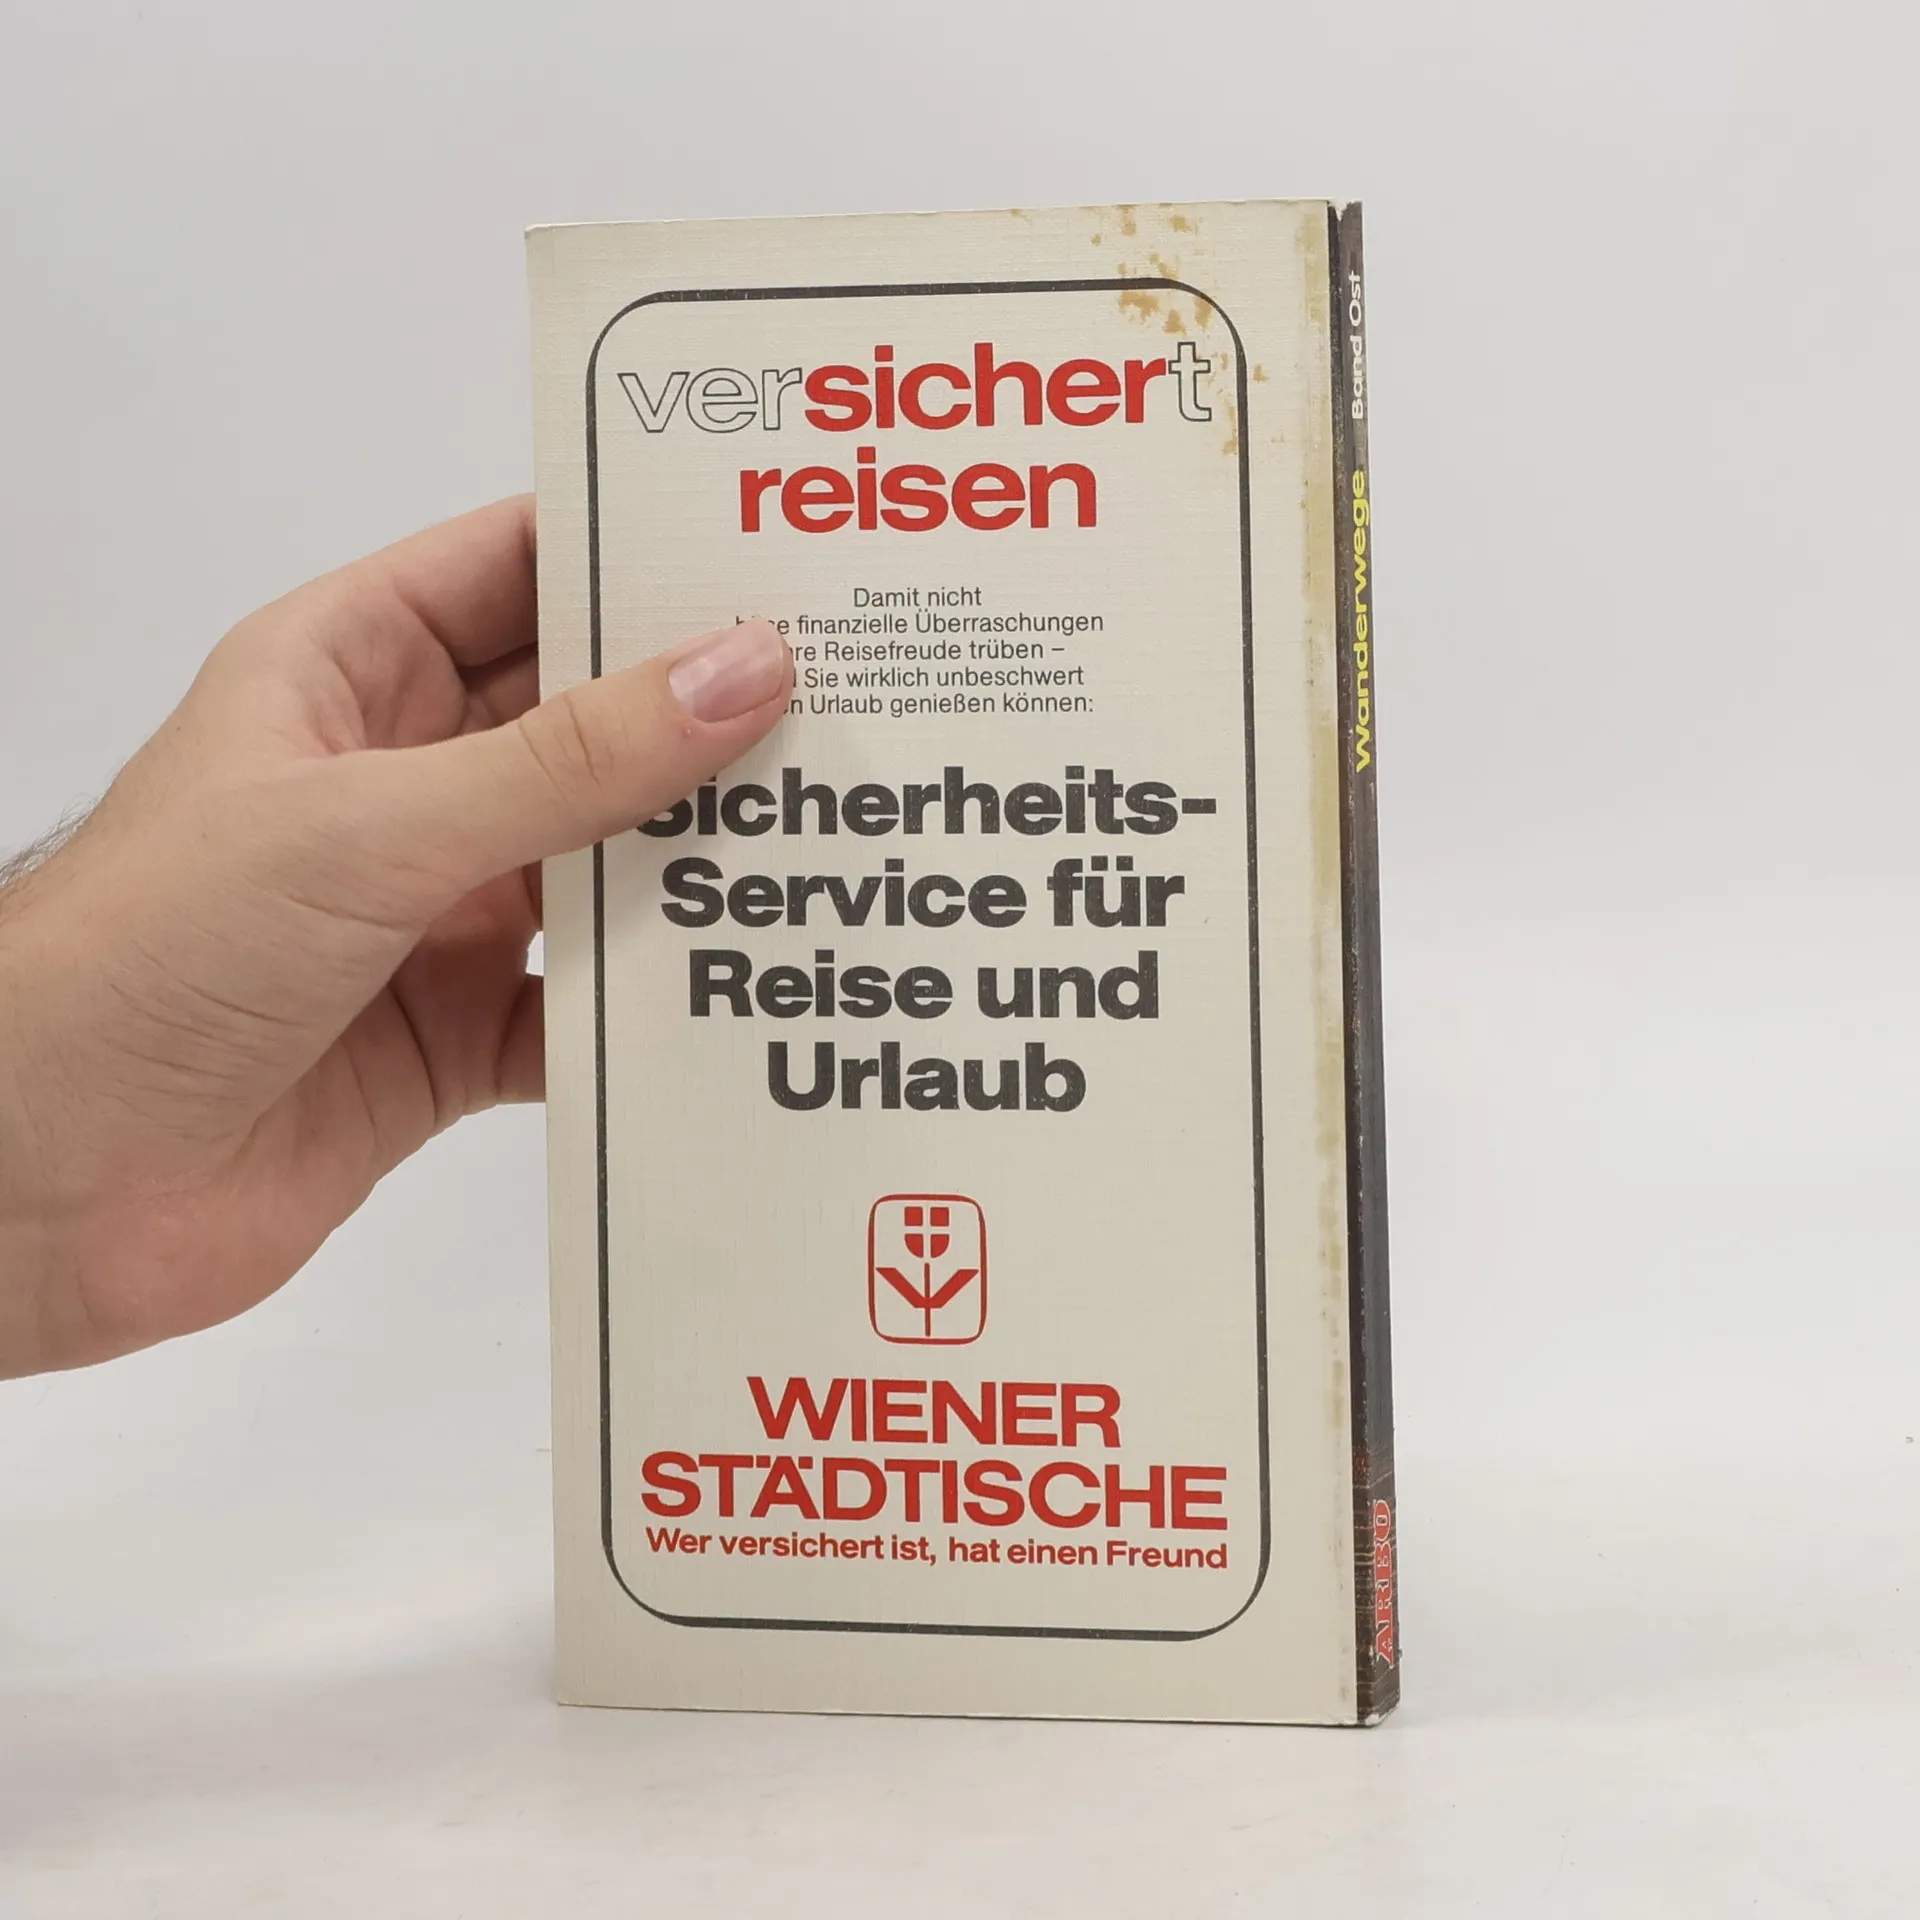 versichert
reisen
Damit nicht
finanzielle Überraschungen
Reisefreude trüben –
Sie wirklich unbeschwert
Urlaub genießen können:
Sicherheits-
Service für
Reise und
Urlaub
WIENER
STÄDTISCHE
Wer versichert ist, hat einen Freund
wanderwege Band Ost
ARBÖ